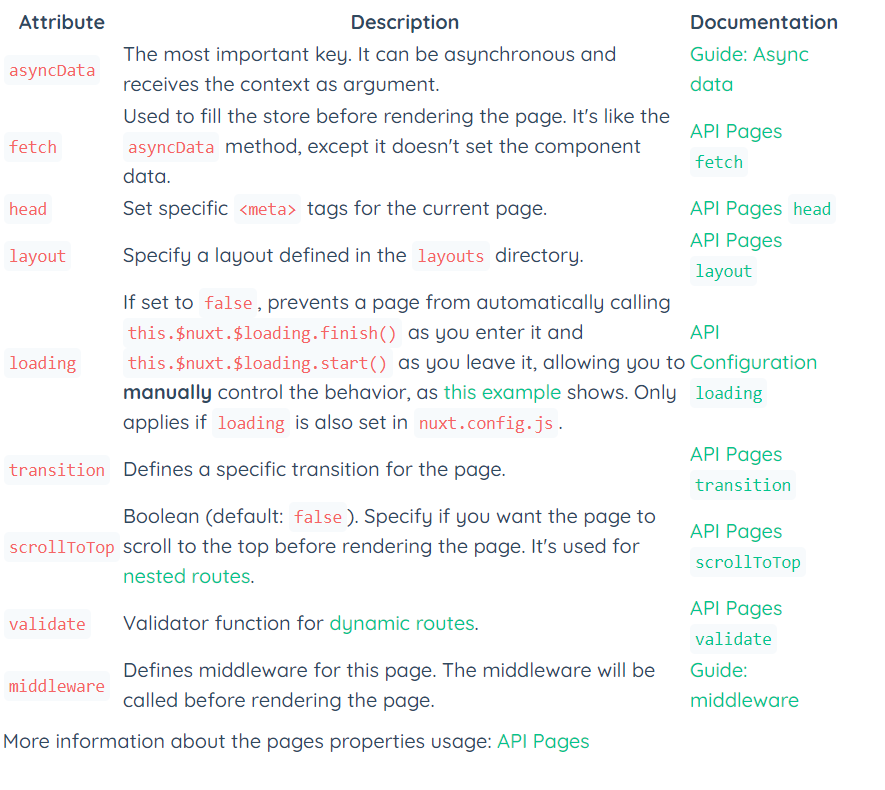 Attribute Description Documentation
asyncData The most important key. It can be asynchronous and receives the context as argument. Guide: Async data
fetch Used to fill the store before rendering the page. It's like the asyncData method, except it doesn't set the component data. API Pages fetch
head Set specific <meta> tags for the current page. API Pages head
layout Specify a layout defined in the layouts directory. API Pages layout
loading If set to false, prevents a page from automatically calling this.$nuxt.$loading.finish() as you enter it and this.$nuxt.$loading.start() as you leave it, allowing you to manually control the behavior, as this example shows. Only applies if loading is also set in nuxt.config.js. API Configuration loading
transition Defines a specific transition for the page. API Pages transition
scrollToTop Boolean (default: false). Specify if you want the page to scroll to the top before rendering the page. It's used for nested routes. API Pages scrollToTop
validate Validator function for dynamic routes. API Pages validate
middleware Defines middleware for this page. The middleware will be called before rendering the page. Guide: middleware
More information about the pages properties usage: API Pages